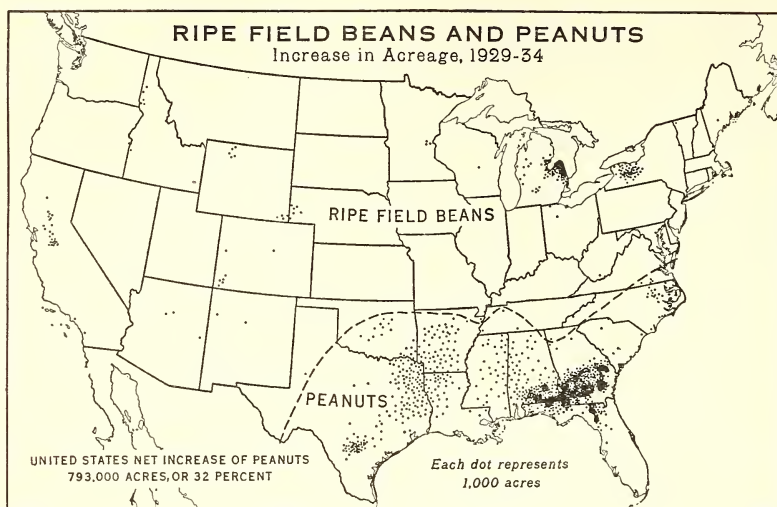 RIPE FIELD BEANS AND PEANUTS
Increase in Acreage, 1929-34
RIPE FIELD BEANS
PEANUTS
UNITED STATES NET INCREASE OF PEANUTS
793,000 ACRES, OR 32 PERCENT
Each dot represents
1,000 acres